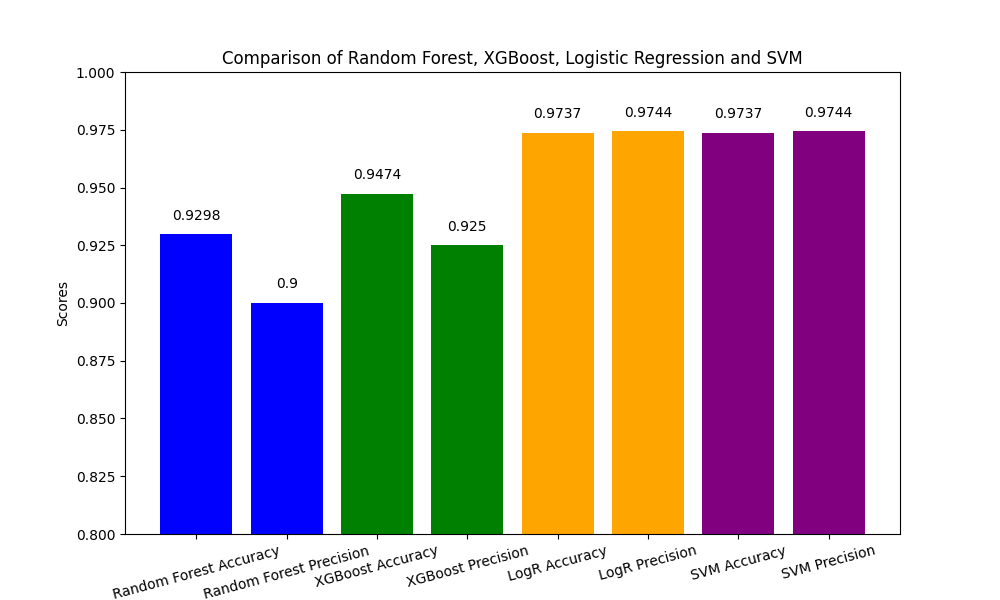 Comparison of Random Forest, XGBoost, Logistic Regression and SVM
Scores
1.000
0.975
0.950
0.925
0.900
0.875
0.850
0.825
0.800
0.9298
0.9
0.9474
0.925
0.9737
0.9744
0.9737
0.9744
Random Forest Accuracy
Random Forest Precision
XGBoost Accuracy
XGBoost Precision
LogR Accuracy
LogR Precision
SVM Accuracy
SVM Precision